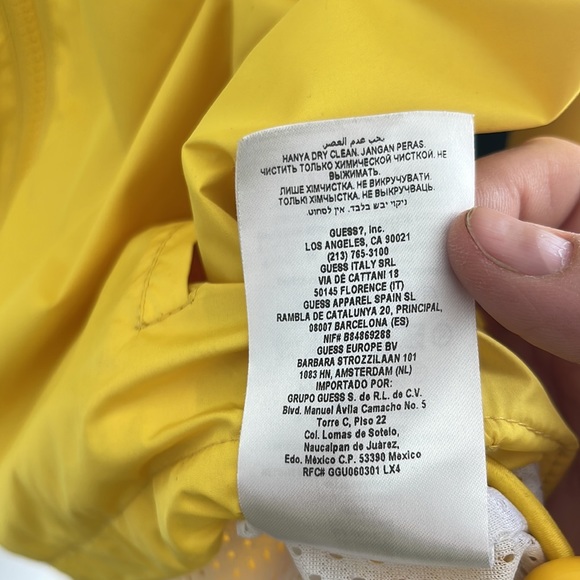 يجب عدم العصر
HANYA DRY CLEAN. JANGAN PERAS.
ЧИСТИТЬ ТОЛЬКО ХИМИЧЕСКОЙ ЧИСТКОЙ. НЕ
ВЫЖИМАТЬ.
ЛИШЕ ХІМЧИСТКА. НЕ ВИКРУЧУВАТИ.
ТОЛЬКІ ХІМЧЫСТКА. НЕ ВЫКРУЧВАЦЬ.
ניקוי יבש בלבד. אין לסחוט.
GUESS?, Inc.
LOS ANGELES, CA 90021
(213) 765-3100
GUESS ITALY SRL
VIA DÉ CATTANI 18
50145 FLORENCE (IT)
GUESS APPAREL SPAIN SL
RAMBLA DE CATALUNYA 20, PRINCIPAL,
08007 BARCELONA (ES)
NIF# B84869288
GUESS EUROPE BV
BARBARA STROZZILAAN 101
1083 HN, AMSTERDAM (NL)
IMPORTADO POR:
GRUPO GUESS S. de R.L. de C.V.
Blvd. Manuel Ávila Camacho No. 5
Torre C, Piso 22
Col. Lomas de Sotelo,
Naucalpan de Juárez,
Edo. México C.P. 53390 México
RFC# GGU060301 LX4